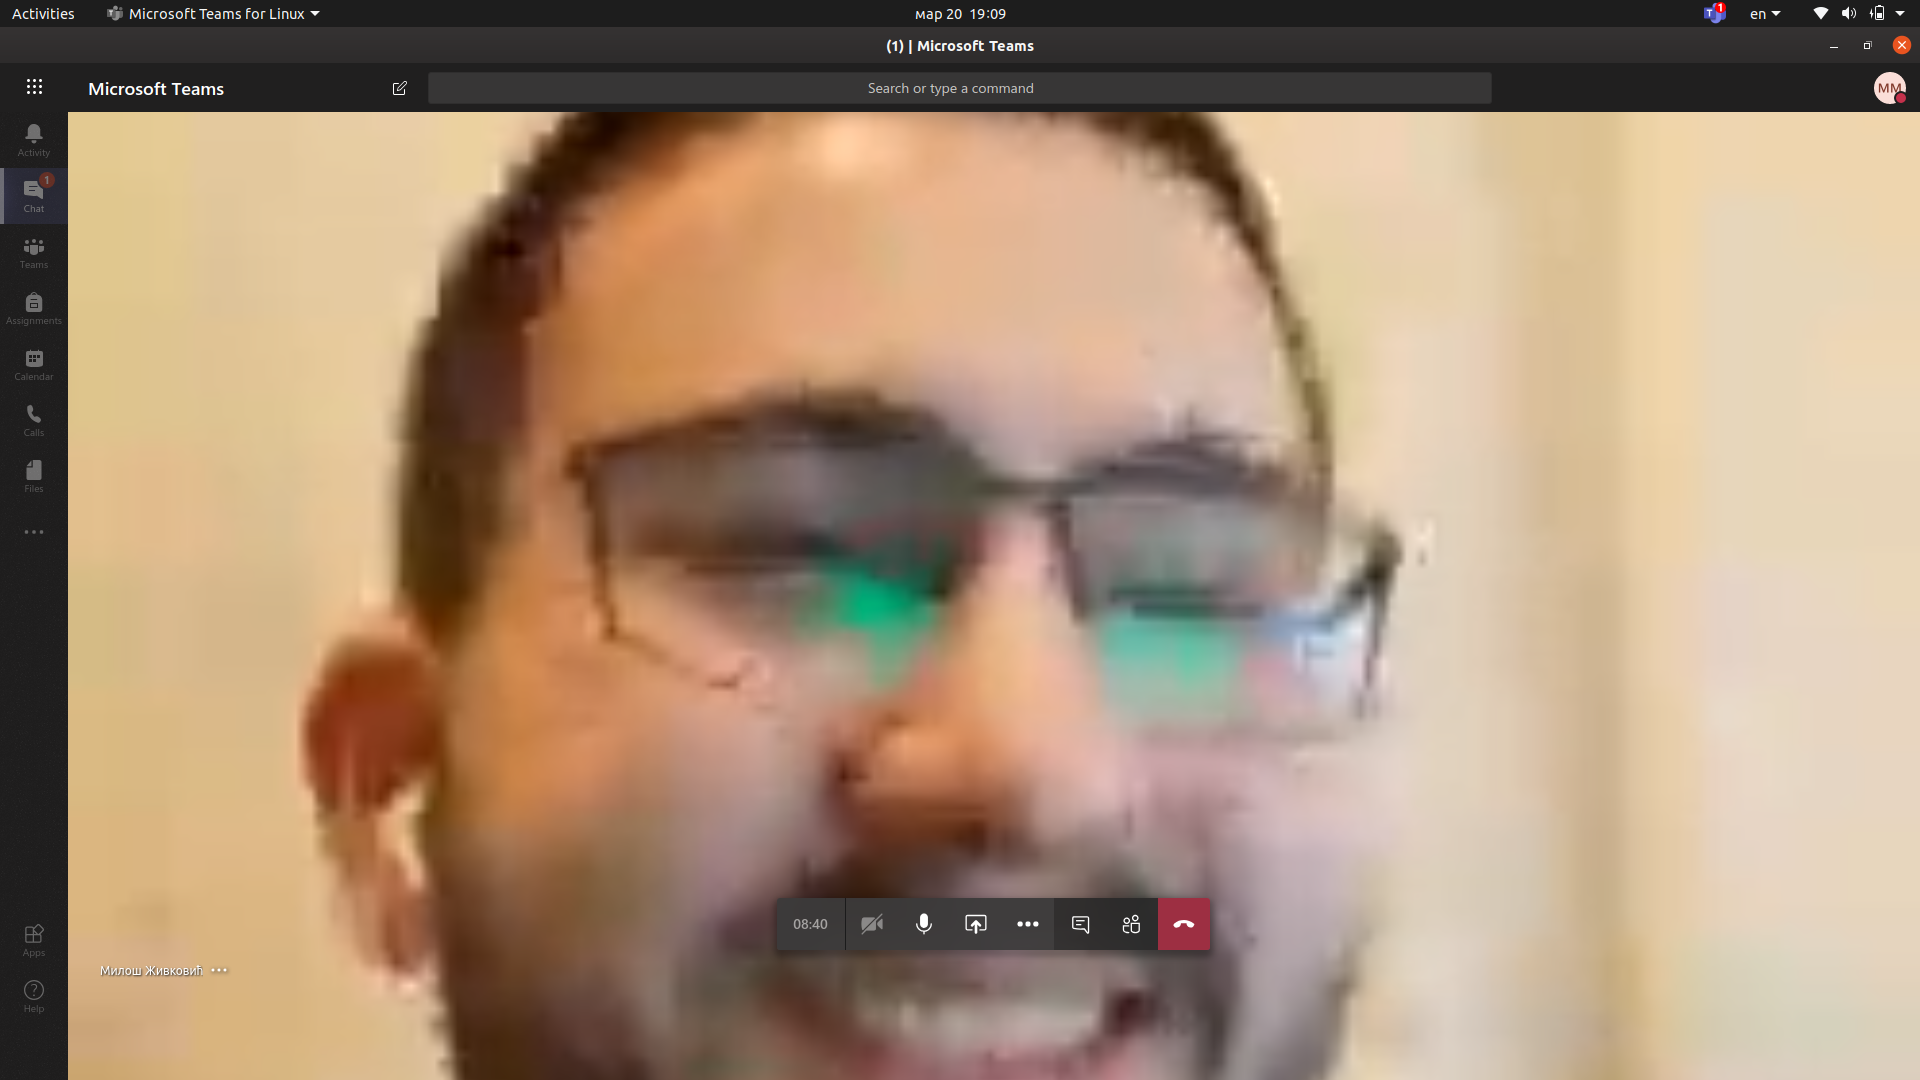 Activities Microsoft Teams for Linux мар 20 19:09 1 en
(1) | Microsoft Teams
Microsoft Teams Search or type a command MM
Activity
1
Chat
Teams
Assignments
Calendar
Calls
Files
08:40
Apps
Милош Живковић
Help